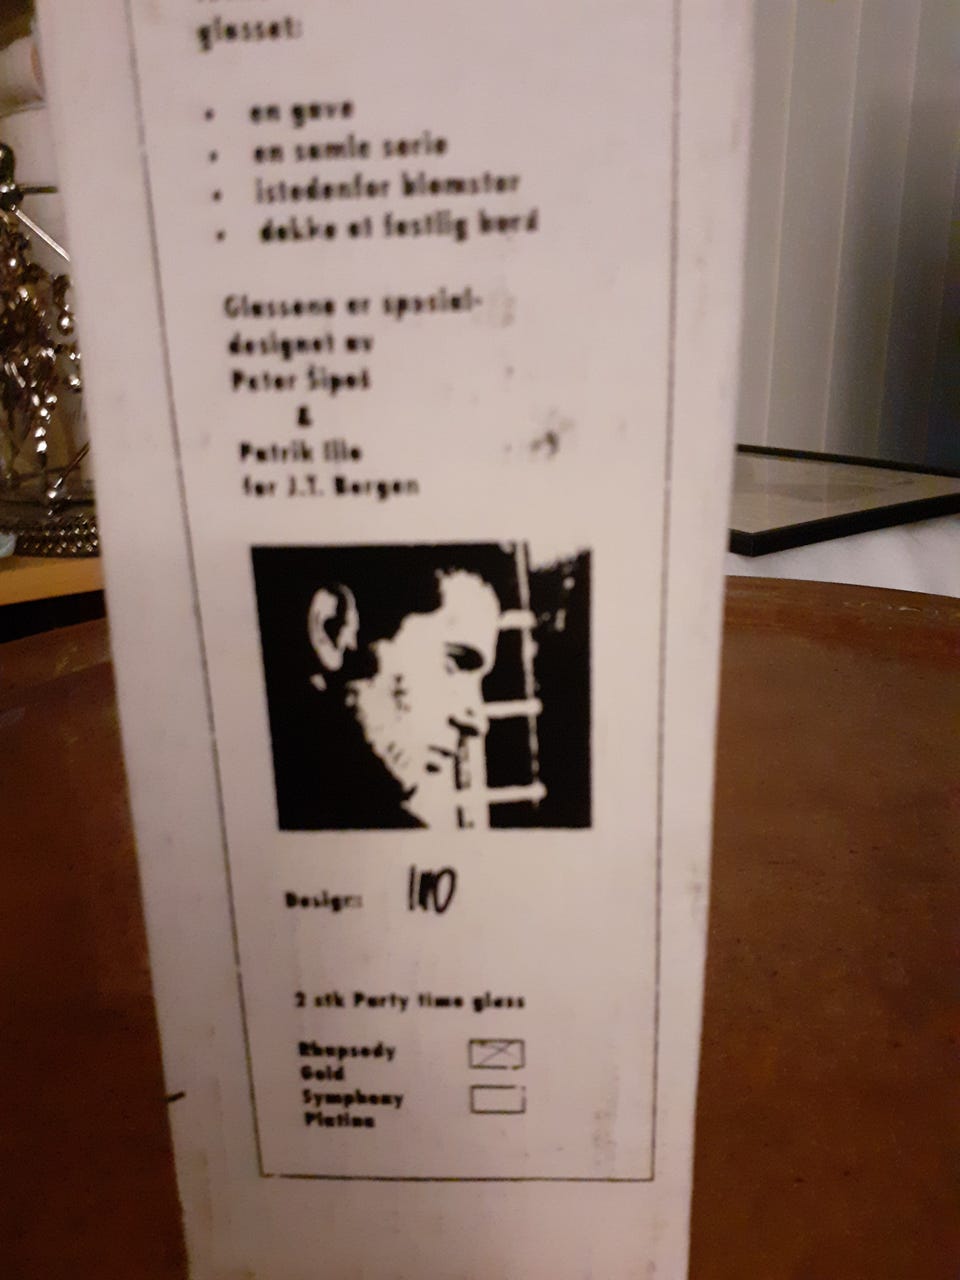 glasset:
• en gave
• en samle serie
• istedenfor blomster
• dekke et festlig bord
Glassene er spesial-
designet av
Peter Šipoš
&
Patrik Illo
for J.T. Bergen
Design:
2 stk Party time glass
Rhapsody
Gold
Symphony
Platina